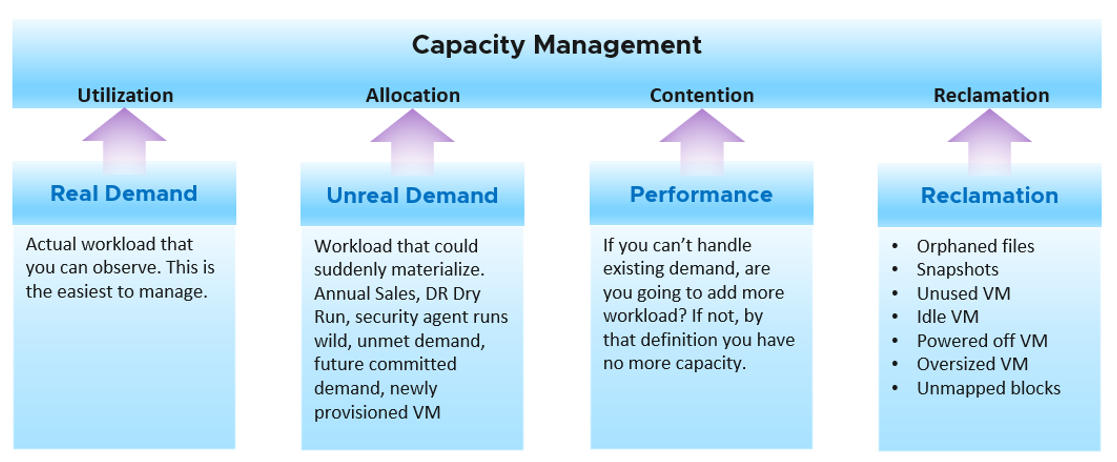 Capacity Management
Utilization
Allocation
Contention
Reclamation
Real Demand
Actual workload that
you can observe. This is
the easiest to manage.
Unreal Demand
Workload that could
suddenly materialize.
Annual Sales, DR Dry
Run, security agent runs
wild, unmet demand,
future committed
demand, newly
provisioned VM
Performance
If you can’t handle
existing demand, are
you going to add more
workload? If not, by
that definition you have
no more capacity.
Reclamation
• Orphaned files
• Snapshots
• Unused VM
• Idle VM
• Powered off VM
• Oversized VM
• Unmapped blocks